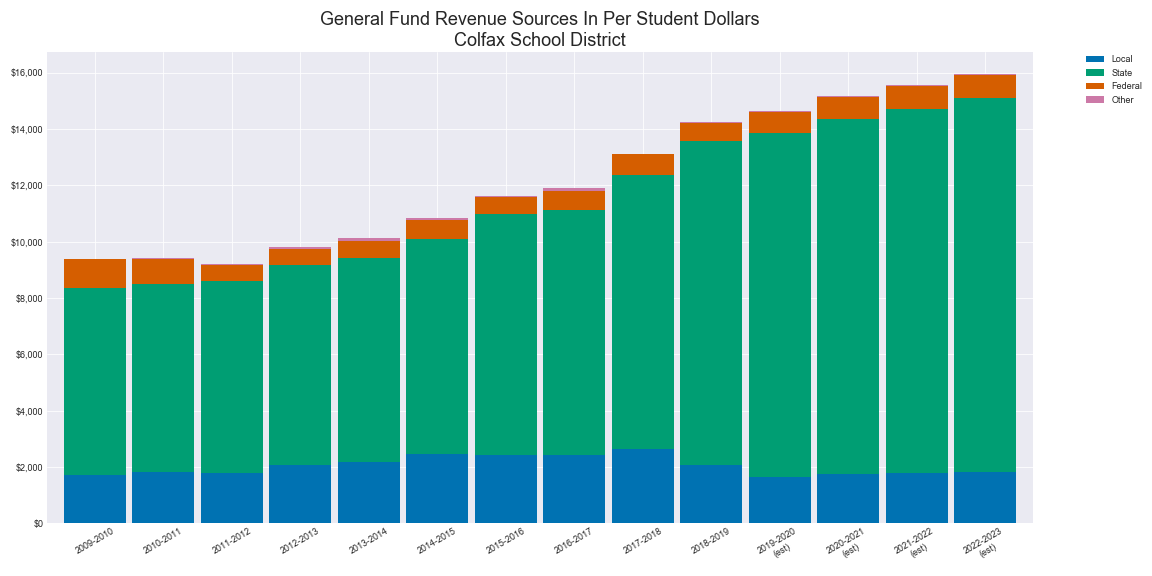 General Fund Revenue Sources In Per Student Dollars
Colfax School District
Local
State
Federal
Other
$16,000
$14,000
$12,000
$10,000
$8,000
$6,000
$4,000
$2,000
$0
2009-2010
2010-2011
2011-2012
2012-2013
2013-2014
2014-2015
2015-2016
2016-2017
2017-2018
2018-2019
2019-2020
(est)
2020-2021
(est)
2021-2022
(est)
2022-2023
(est)